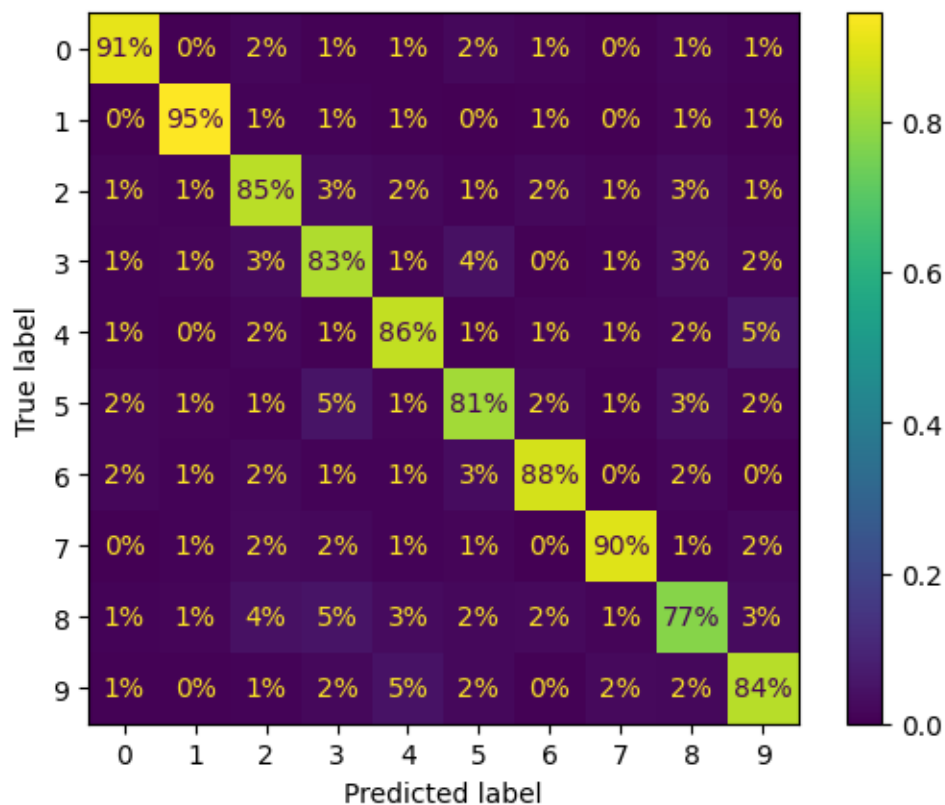 0 91% 0% 2% 1% 1% 2% 1% 0% 1% 1%
1 0% 95% 1% 1% 1% 0% 1% 0% 1% 1%
2 1% 1% 85% 3% 2% 1% 2% 1% 3% 1%
3 1% 1% 3% 83% 1% 4% 0% 1% 3% 2%
4 1% 0% 2% 1% 86% 1% 1% 1% 2% 5%
5 2% 1% 1% 5% 1% 81% 2% 1% 3% 2%
6 2% 1% 2% 1% 1% 3% 88% 0% 2% 0%
7 0% 1% 2% 2% 1% 1% 0% 90% 1% 2%
8 1% 1% 4% 5% 3% 2% 2% 1% 77% 3%
9 1% 0% 1% 2% 5% 2% 0% 2% 2% 84%
0 1 2 3 4 5 6 7 8 9
Predicted label
True label
0.8
0.6
0.4
0.2
0.0